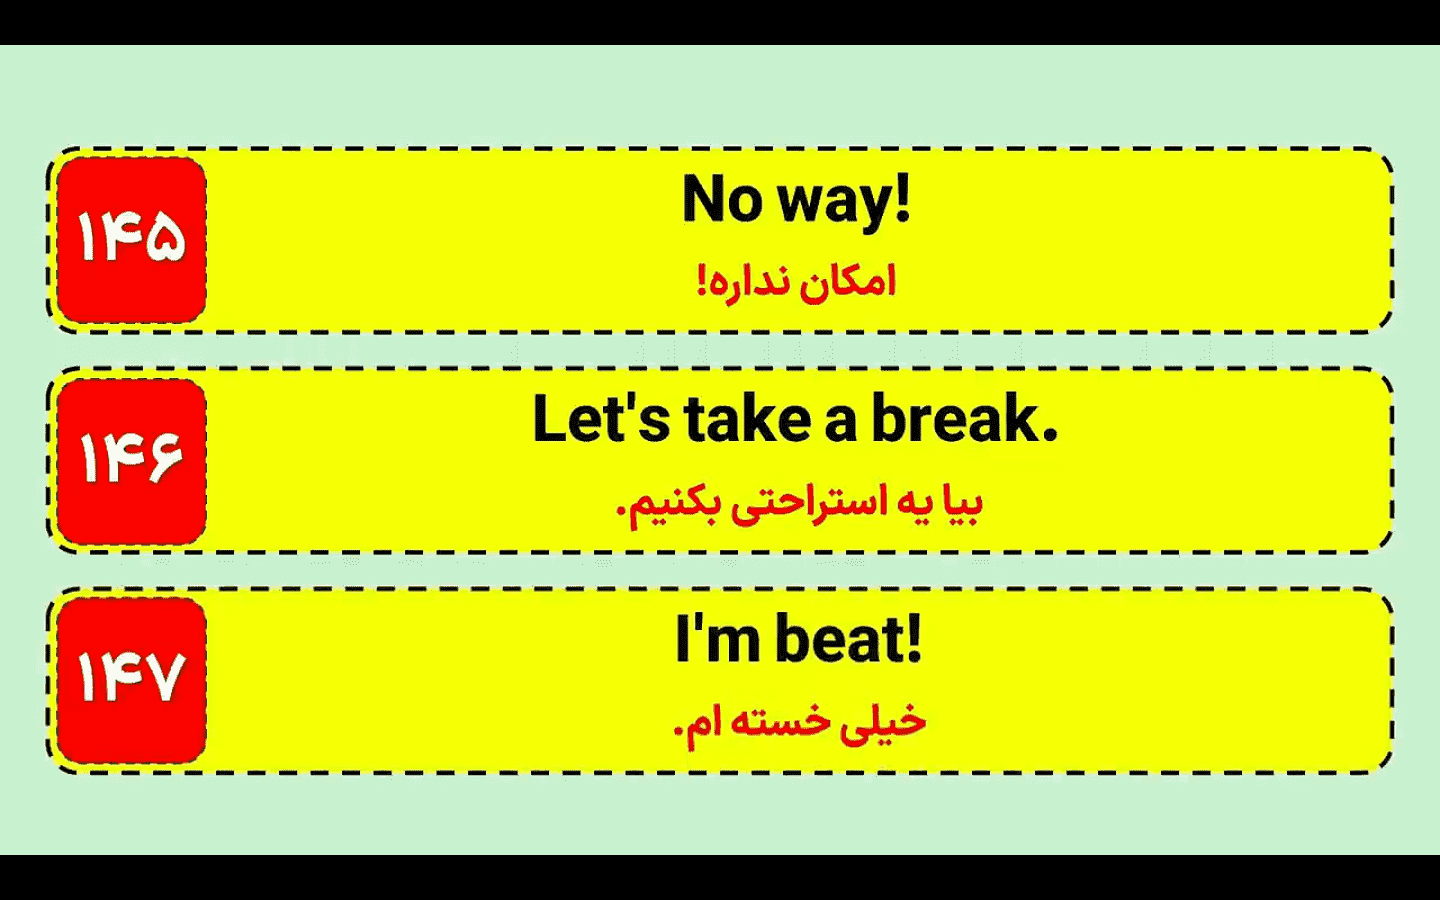 ۱۴۵
No way!
امکان نداره!
۱۴۶
Let's take a break.
بیا یه استراحتی بکنیم.
۱۴۷
I'm beat!
خیلی خسته ام.